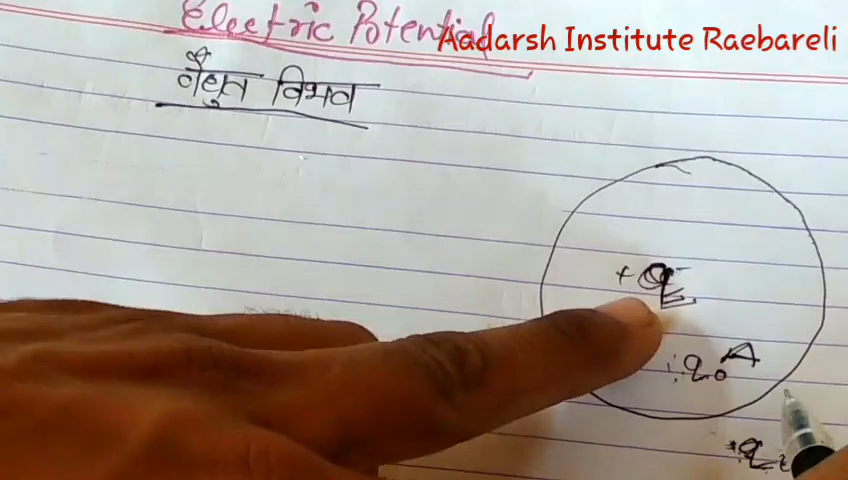 Electric Potential
Aadarsh Institute Raebareli
वैद्युत विभव
+ q
q₀ A